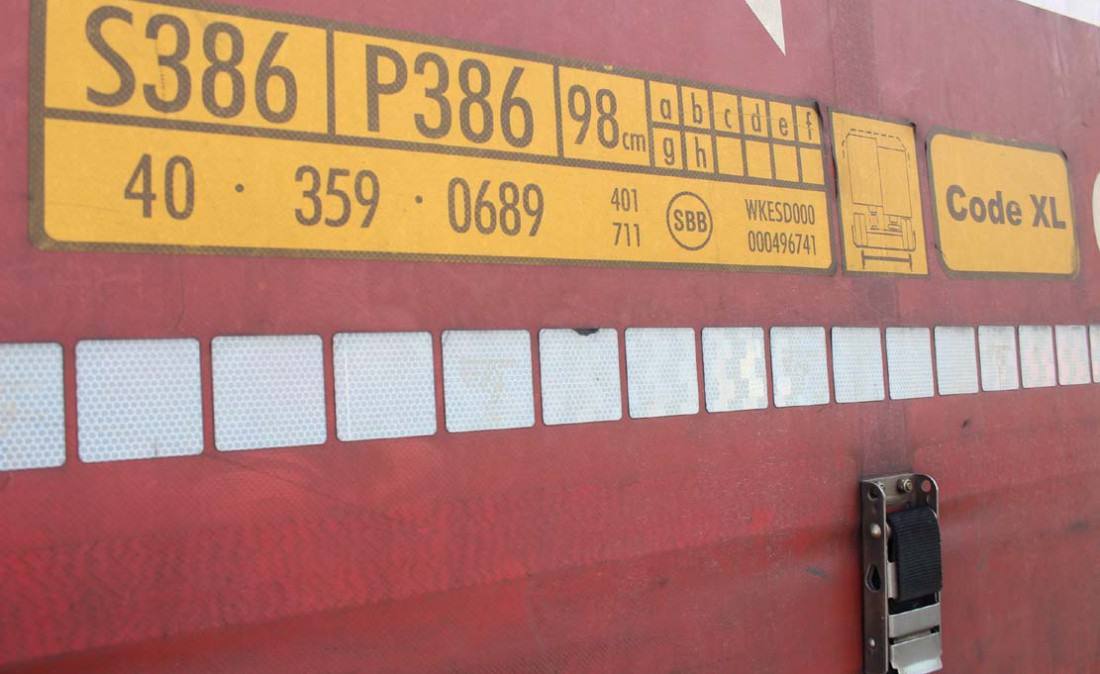 S386 P386 98cm a b c d e f
g h
40 · 359 · 0689 401 SBB WKESD000
711 000496741
Code XL